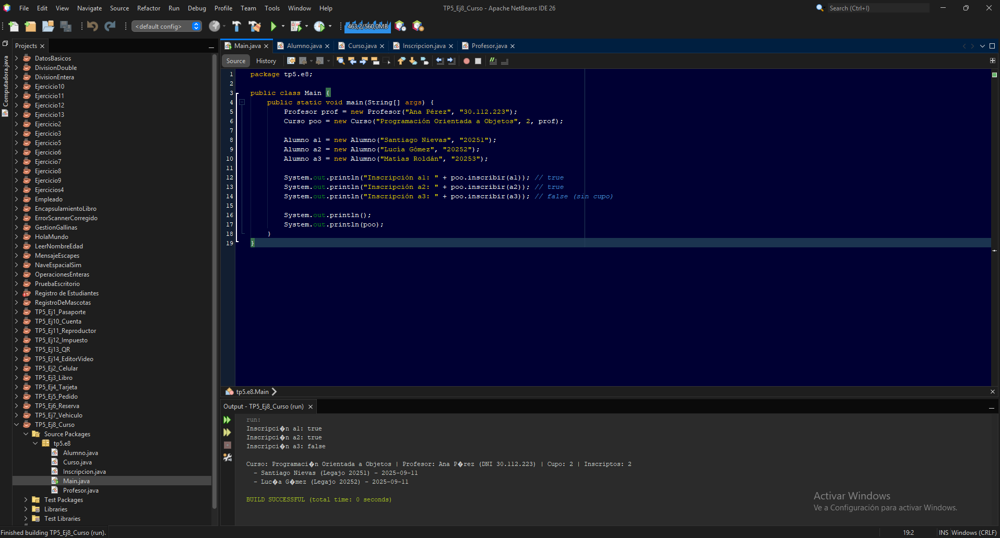 File Edit View Navigate Source Refactor Run Debug Profile Team Tools Window Help
TP5_Ej8_Curso - Apache NetBeans IDE 26
Search (Ctrl+I)
<default config>
463,2/560,0MB
Computadora.java
Projects
DatosBasicos
DivisionDouble
DivisionEntera
Ejercicio10
Ejercicio11
Ejercicio12
Ejercicio13
Ejercicio2
Ejercicio3
Ejercicio5
Ejercicio6
Ejercicio7
Ejercicio8
Ejercicio9
Ejercicios4
Empleado
EncapsulamientoLibro
ErrorScannerCorregido
GestionGallinas
HolaMundo
LeerNombreEdad
MensajeEscapes
NaveEspacialSim
OperacionesEnteras
PruebaEscritorio
Registro de Estudiantes
RegistroDeMascotas
TP5_Ej1_Pasaporte
TP5_Ej10_Cuenta
TP5_Ej11_Reproductor
TP5_Ej12_Impuesto
TP5_Ej13_QR
TP5_Ej14_EditorVideo
TP5_Ej2_Celular
TP5_Ej3_Libro
TP5_Ej4_Tarjeta
TP5_Ej5_Pedido
TP5_Ej6_Reserva
TP5_Ej7_Vehiculo
TP5_Ej8_Curso
Source Packages
tp5.e8
Alumno.java
Curso.java
Inscripcion.java
Main.java
Profesor.java
Test Packages
Libraries
Test Libraries
Main.java Alumno.java Curso.java Inscripcion.java Profesor.java
Source History
1 package tp5.e8;
2
3 public class Main {
4 public static void main(String[] args) {
5 Profesor prof = new Profesor("Ana Pérez", "30.112.223");
6 Curso poo = new Curso("Programación Orientada a Objetos", 2, prof);
7
8 Alumno a1 = new Alumno("Santiago Nievas", "20251");
9 Alumno a2 = new Alumno("Lucía Gómez", "20252");
10 Alumno a3 = new Alumno("Matías Roldán", "20253");
11
12 System.out.println("Inscripción a1: " + poo.inscribir(a1)); // true
13 System.out.println("Inscripción a2: " + poo.inscribir(a2)); // true
14 System.out.println("Inscripción a3: " + poo.inscribir(a3)); // false (sin cupo)
15
16 System.out.println();
17 System.out.println(poo);
18 }
19 }
tp5.e8.Main
Output - TP5_Ej8_Curso (run)
run:
Inscripci�n a1: true
Inscripci�n a2: true
Inscripci�n a3: false
Curso: Programaci�n Orientada a Objetos | Profesor: Ana P�rez (DNI 30.112.223) | Cupo: 2 | Inscriptos: 2
- Santiago Nievas (Legajo 20251) - 2025-09-11
- Luc�a G�mez (Legajo 20252) - 2025-09-11
BUILD SUCCESSFUL (total time: 0 seconds)
Activar Windows
Ve a Configuración para activar Windows.
Finished building TP5_Ej8_Curso (run).
19:2 INS Windows (CRLF)